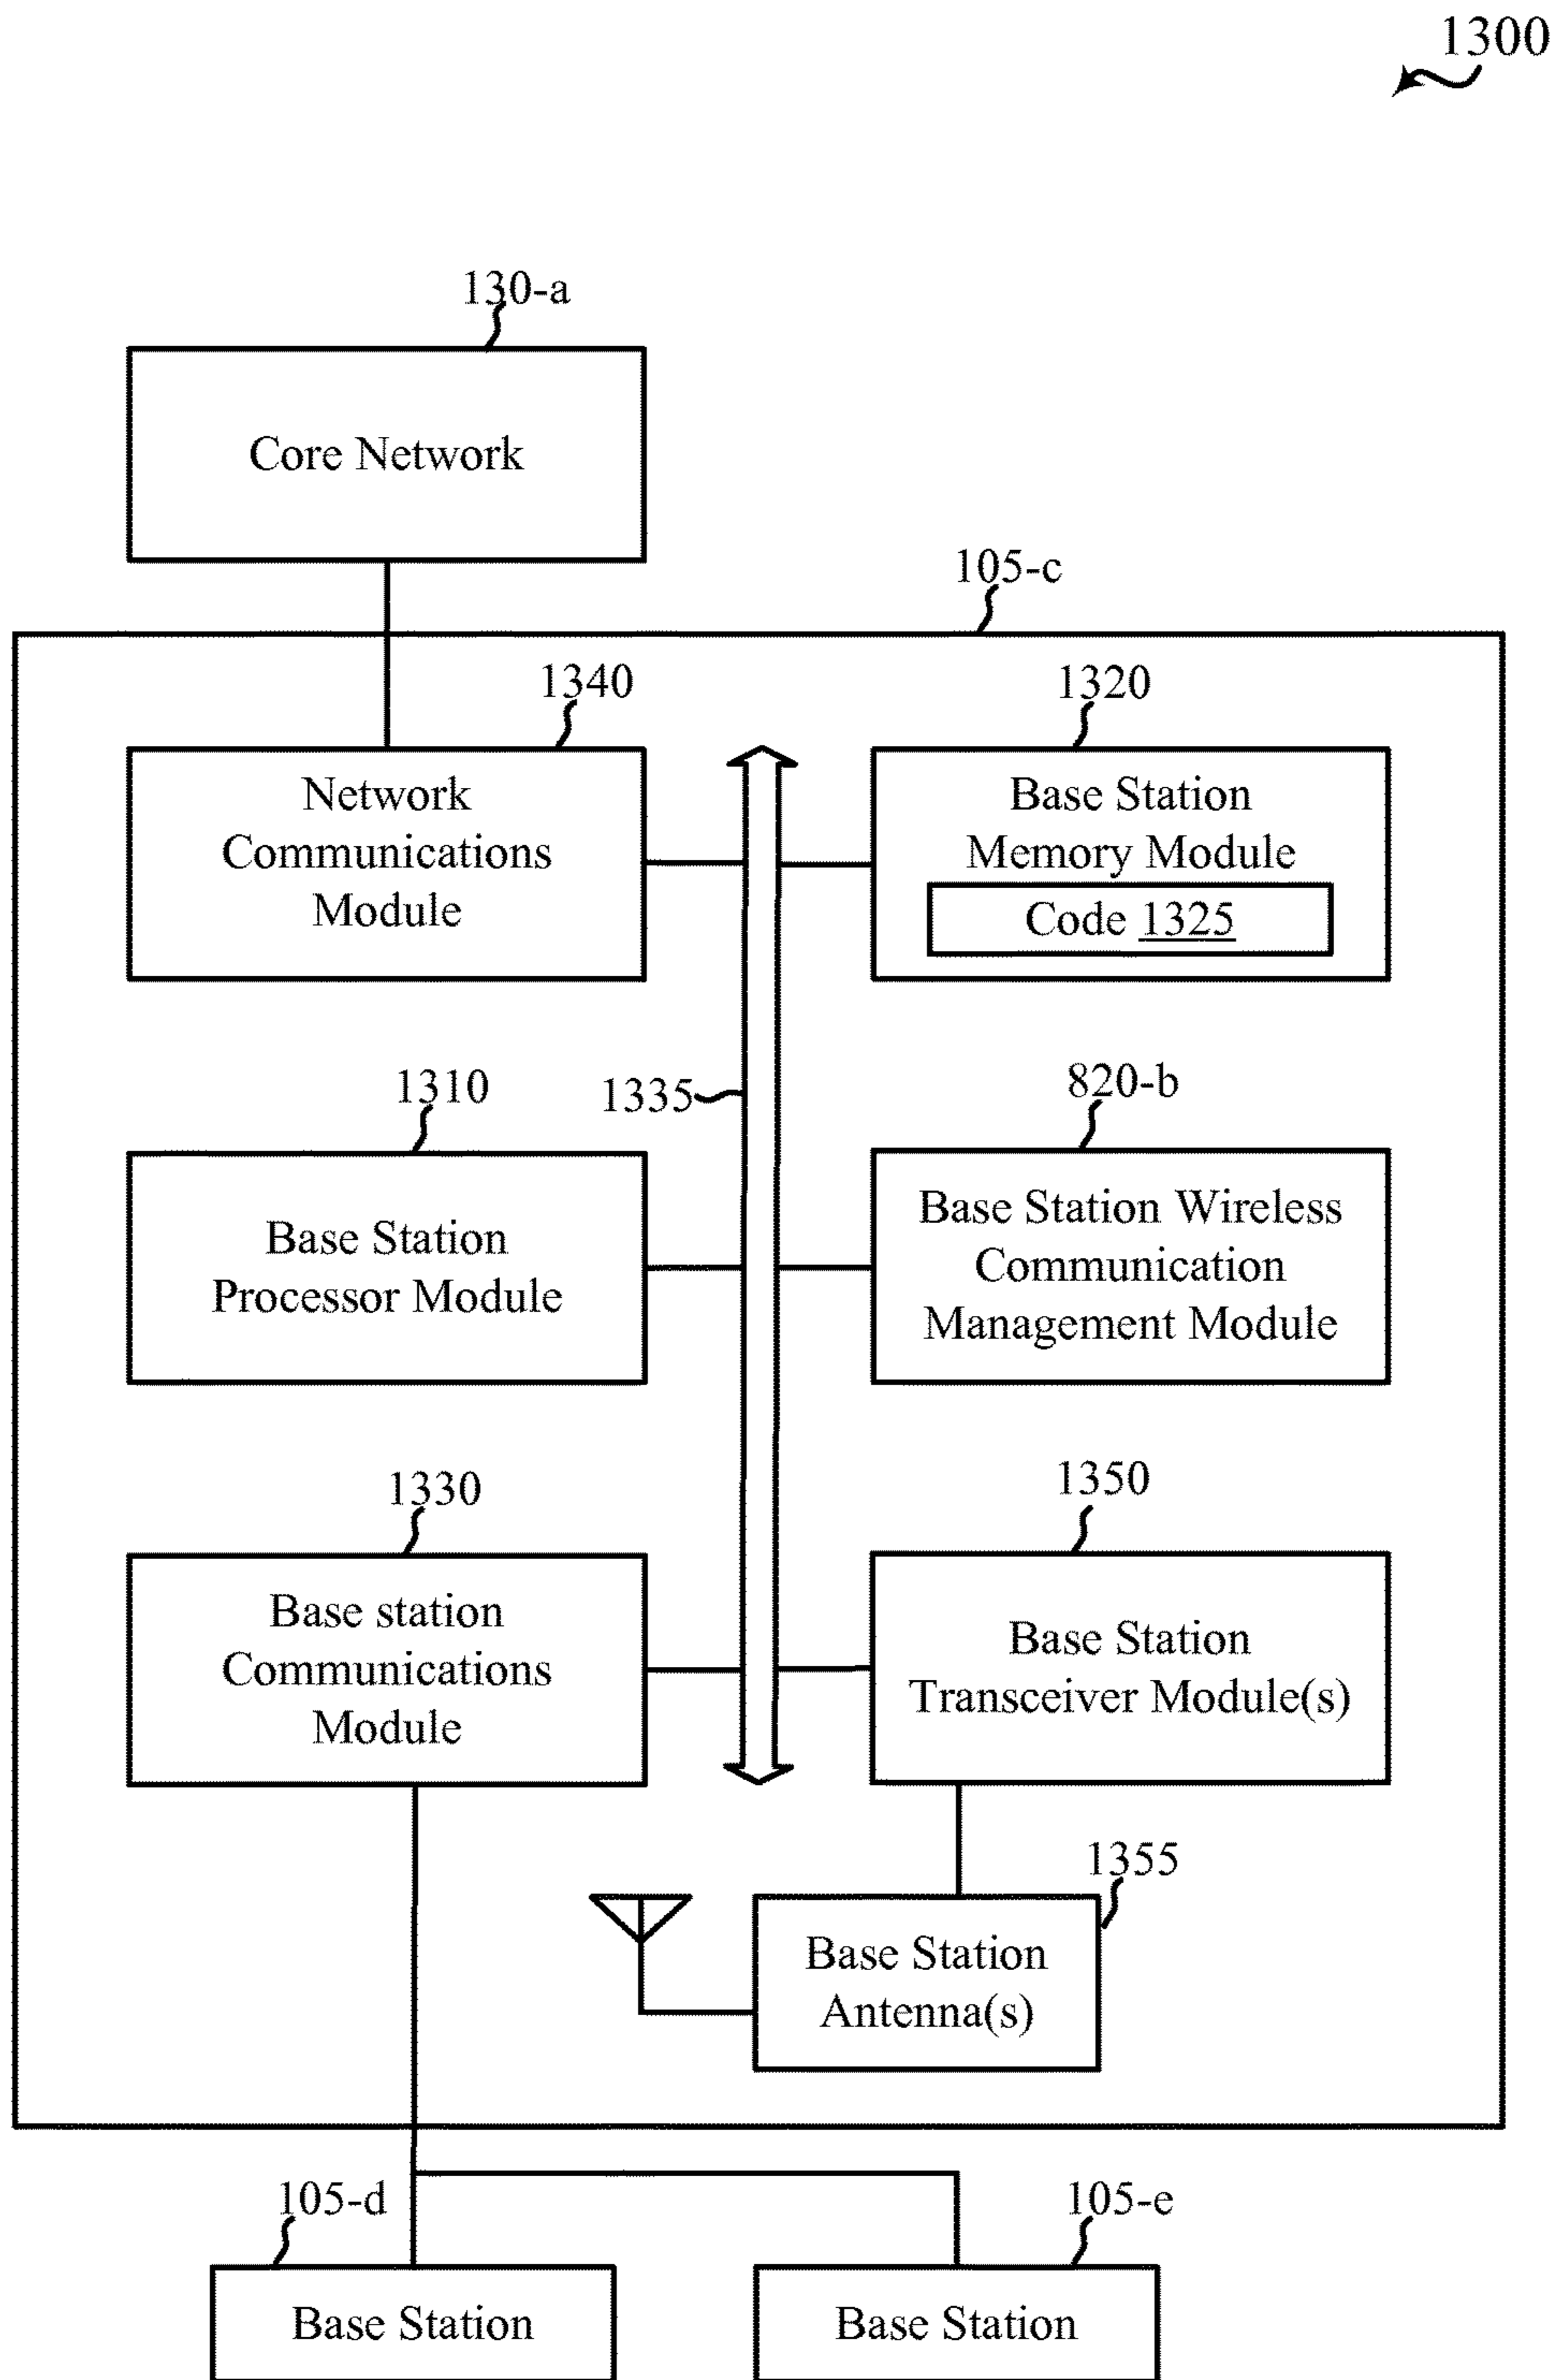 1300
130-a
Core Network
105-c
1340
1320
Network
Communications
Module
Base Station
Memory Module
Code 1325
1310
1335
820-b
Base Station
Processor Module
Base Station Wireless
Communication
Management Module
1330
1350
Base station
Communications
Module
Base Station
Transceiver Module(s)
1355
Base Station
Antenna(s)
105-d
105-e
Base Station
Base Station